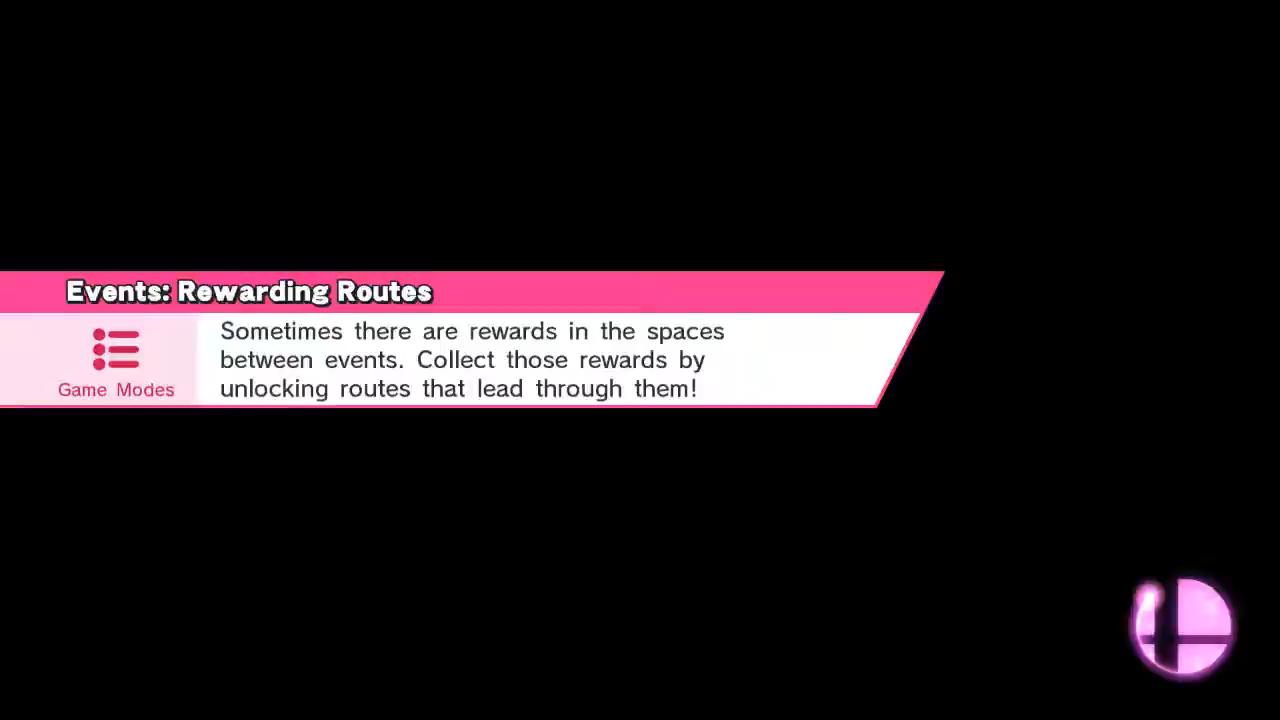 Events: Rewarding Routes
Sometimes there are rewards in the spaces
between events. Collect those rewards by
unlocking routes that lead through them!
Game Modes